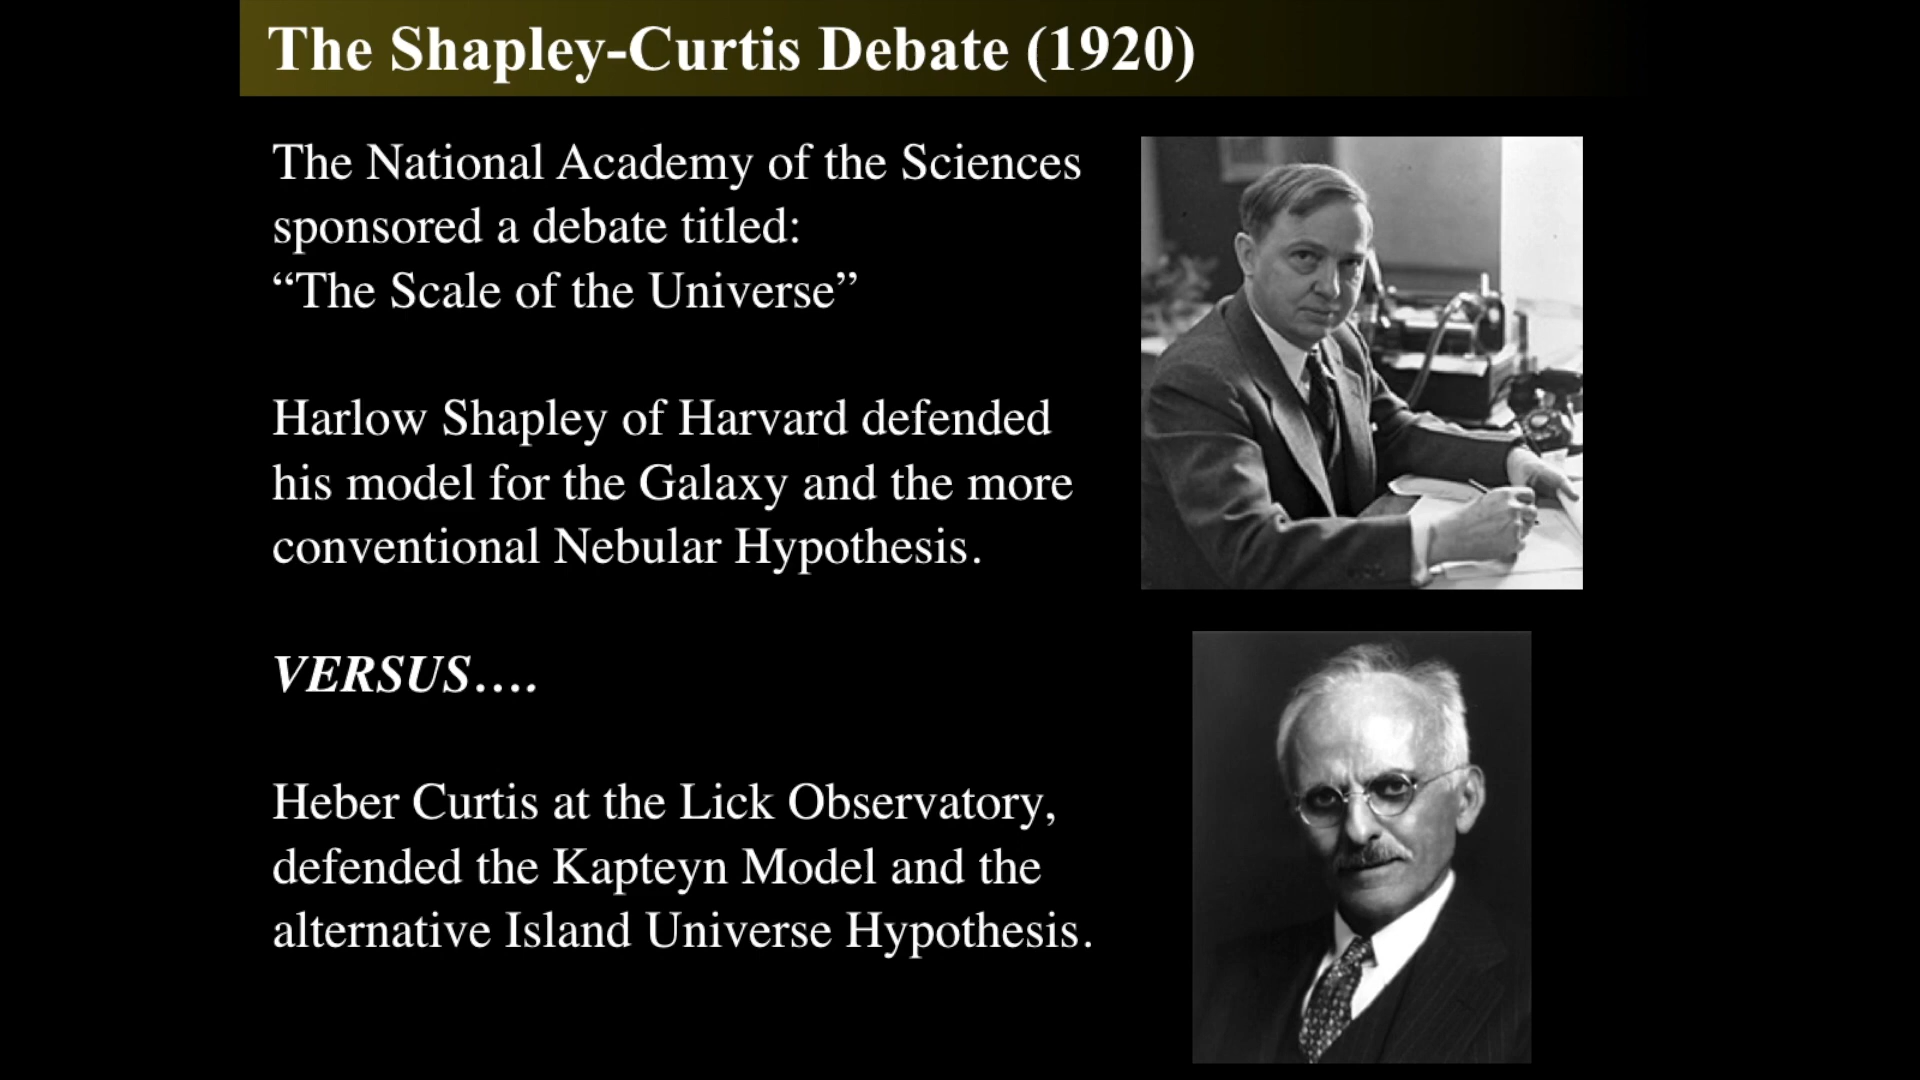 The Shapley-Curtis Debate (1920)
The National Academy of the Sciences
sponsored a debate titled:
“The Scale of the Universe”
Harlow Shapley of Harvard defended
his model for the Galaxy and the more
conventional Nebular Hypothesis.
VERSUS….
Heber Curtis at the Lick Observatory,
defended the Kapteyn Model and the
alternative Island Universe Hypothesis.